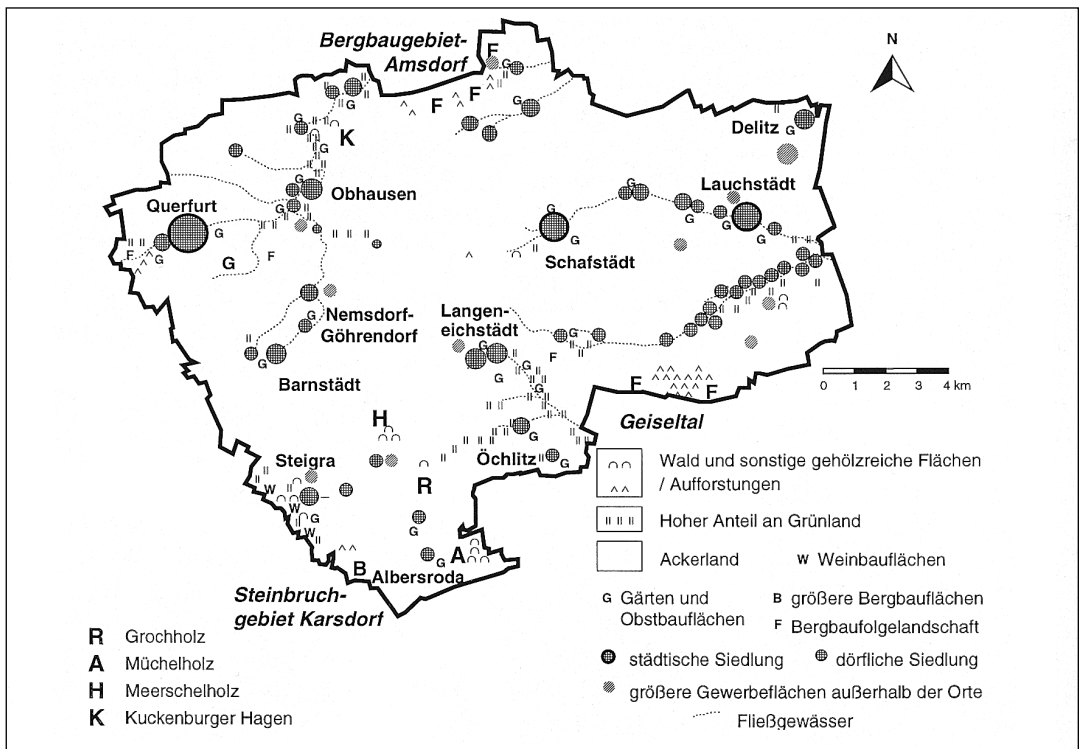 Bergbaugebiet-
Amsdorf
N
F
G
F
F
G
G
G
K
G
Delitz
G
Obhausen
Lauchstädt
Querfurt
G
G
G
G
G
G
G
G
G
F
G
G
F
Schafstädt
Nemsdorf-
Göhrendorf
G
Langen-
eichstädt
G
G
F
G
Barnstädt
G
G
G
F
F
0 1 2 3 4 km
H
Geiseltal
G
Steigra
Öchlitz
G
R
W
W
G
W
G
A
G
B
Albersroda
Steinbruch-
gebiet Karsdorf
Wald und sonstige gehölzreiche Flächen
/ Aufforstungen
Hoher Anteil an Grünland
Ackerland
W Weinbauflächen
G Gärten und
Obstbauflächen
B größere Bergbauflächen
F Bergbaufolgelandschaft
städtische Siedlung
dörfliche Siedlung
größere Gewerbeflächen außerhalb der Orte
Fließgewässer
R Grochholz
A Müchelholz
H Meerschelholz
K Kuckenburger Hagen